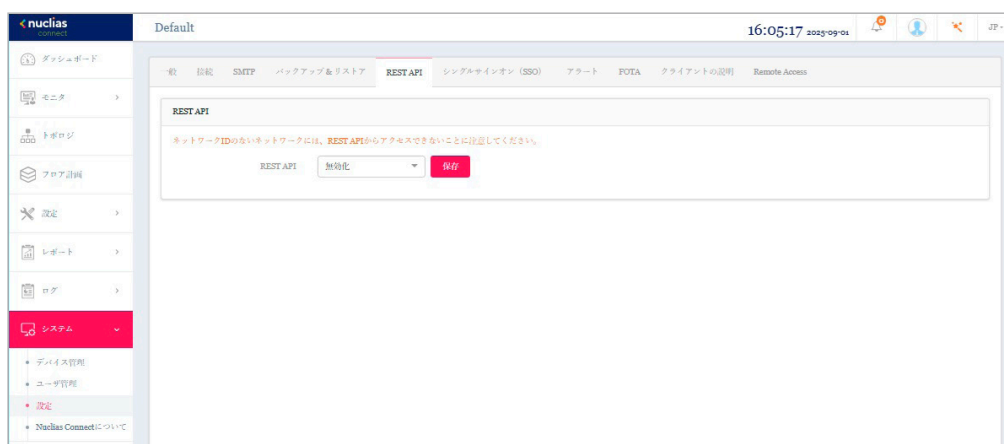 nuclias
connect
Default
16:05:17 2025-09-01
JP
ダッシュボード
モニタ
トポロジ
フロア計画
設定
レポート
ログ
システム
デバイス管理
ユーザ管理
設定
Nuclias Connectについて
一般 接続 SMTP バックアップ&リストア REST API シングルサインオン (SSO) アラート FOTA クライアントの説明 Remote Access
REST API
ネットワークIDのないネットワークには、REST APIからアクセスできないことに注意してください。
REST API 無効化 保存